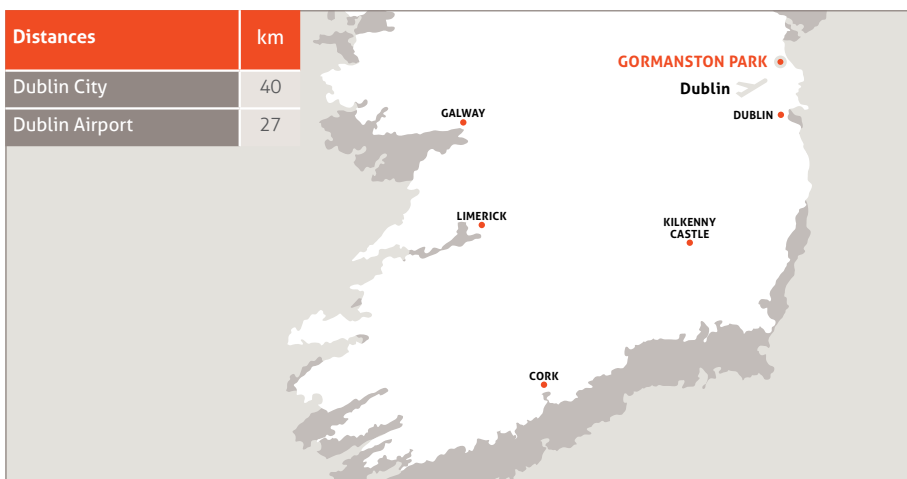 Distances km
Dublin City 40
Dublin Airport 27
GORMANSTON PARK
Dublin
GALWAY
DUBLIN
LIMERICK
KILKENNY
CASTLE
CORK